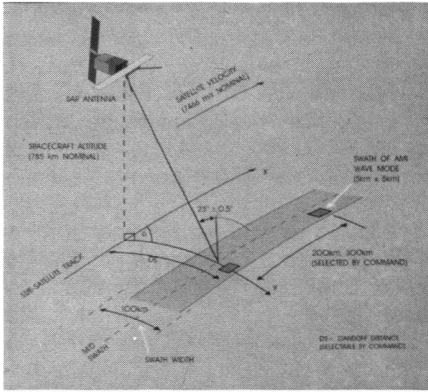 SAR ANTENNA
SATELLITE VELOCITY
(7466 m/s NOMINAL)
SPACECRAFT ALTITUDE
(785 km NOMINAL)
SWATH OF AMI
WAVE MODE
(5km x 5km)
X
23° ± 0.5°
SUB-SATELLITE TRACK
DS
200km, 300km
(SELECTED BY COMMAND)
Y
100km
MID
SWATH
SWATH WIDTH
DS - STANDOFF DISTANCE
(SELECTABLE BY COMMAND)